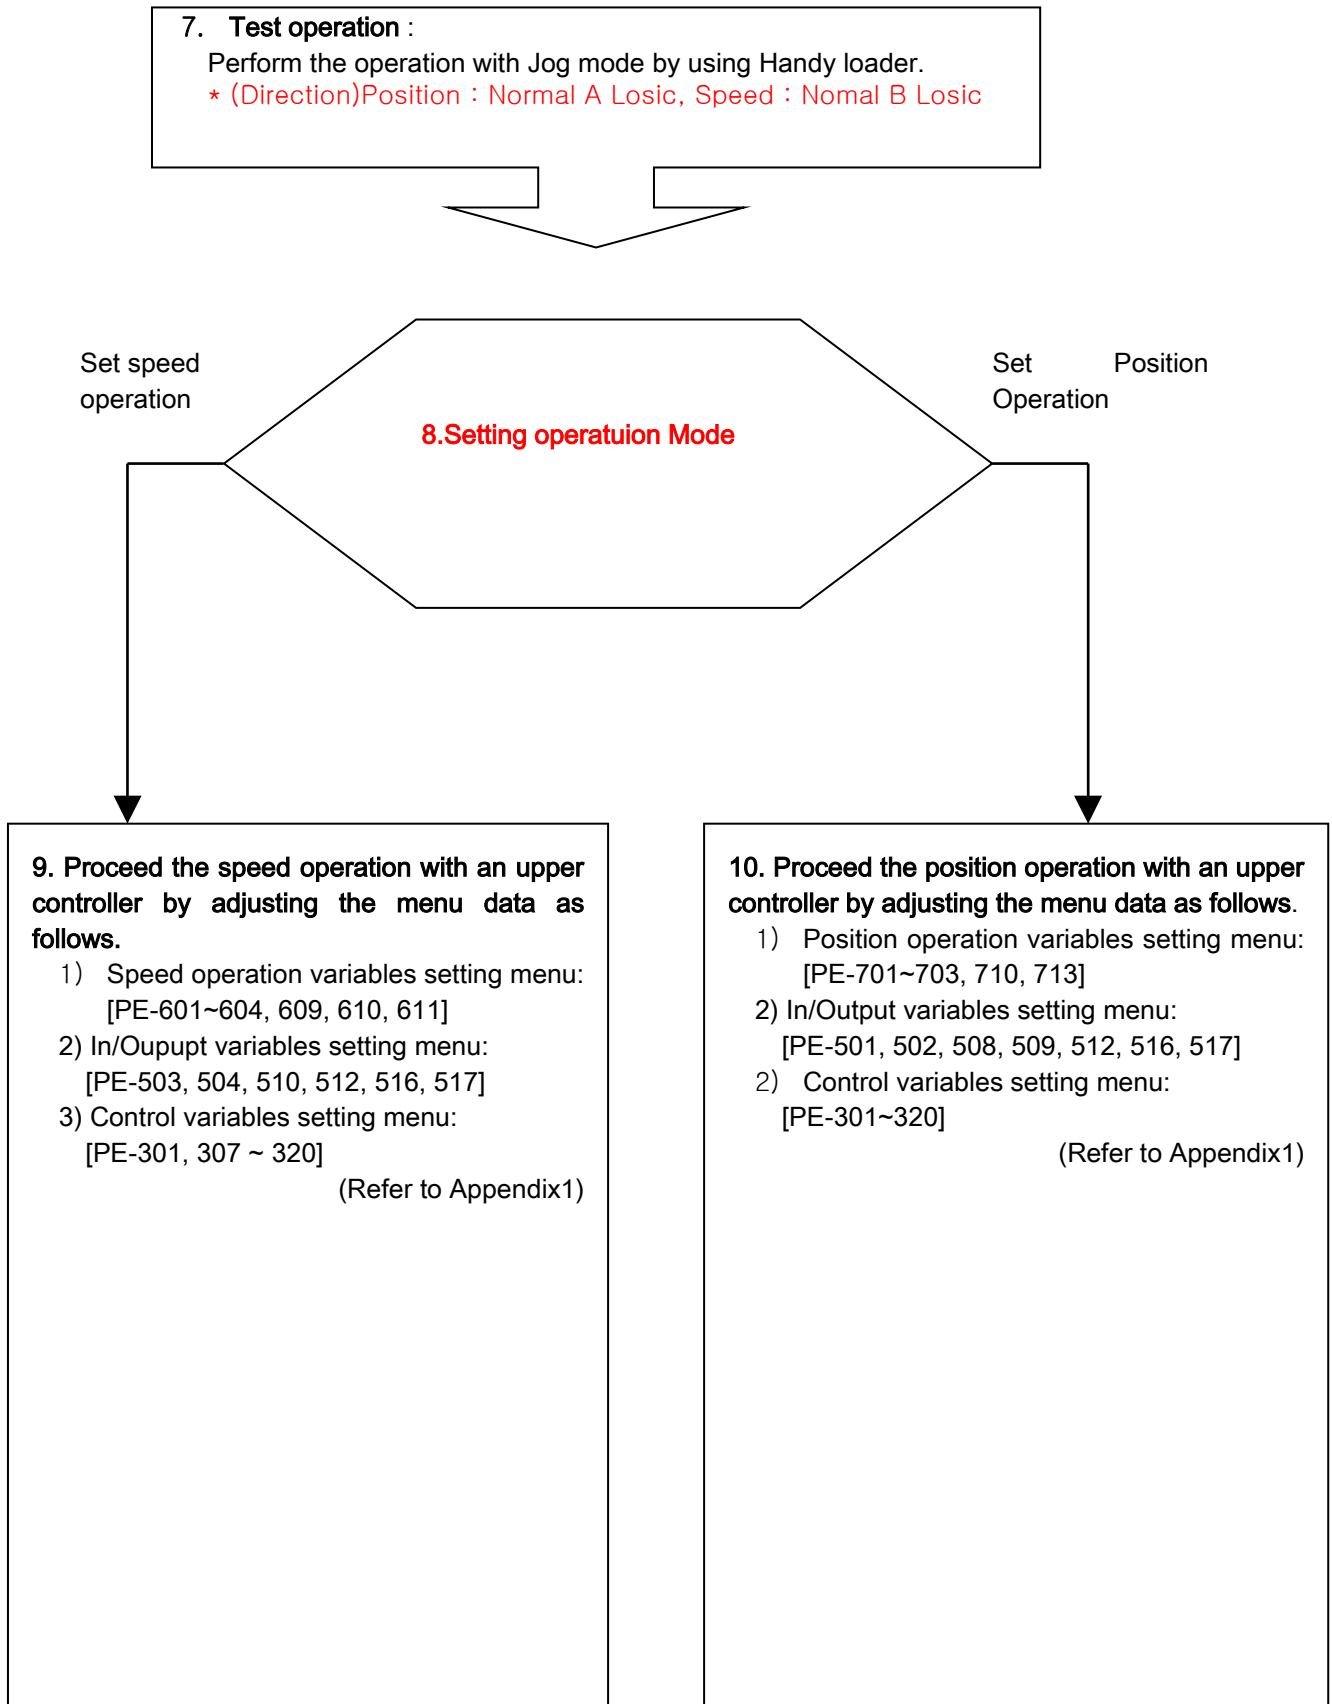 7. Test operation :
Perform the operation with Jog mode by using Handy loader.
* (Direction)Position : Normal A Losic, Speed : Nomal B Losic
Set speed
operation
8.Setting operatuion Mode
Set Position
Operation
9. Proceed the speed operation with an upper
controller by adjusting the menu data as
follows.
1) Speed operation variables setting menu:
[PE-601~604, 609, 610, 611]
2) In/Oupupt variables setting menu:
[PE-503, 504, 510, 512, 516, 517]
3) Control variables setting menu:
[PE-301, 307 ~ 320]
(Refer to Appendix1)
10. Proceed the position operation with an upper
controller by adjusting the menu data as follows.
1) Position operation variables setting menu:
[PE-701~703, 710, 713]
2) In/Output variables setting menu:
[PE-501, 502, 508, 509, 512, 516, 517]
2) Control variables setting menu:
[PE-301~320]
(Refer to Appendix1)